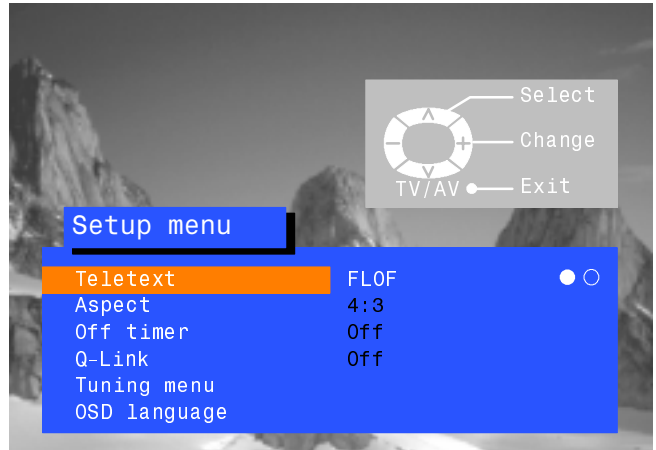 Select
Change
TV/AV Exit
Setup menu
Teletext FLOF
Aspect 4:3
Off timer Off
Q-Link Off
Tuning menu
OSD language